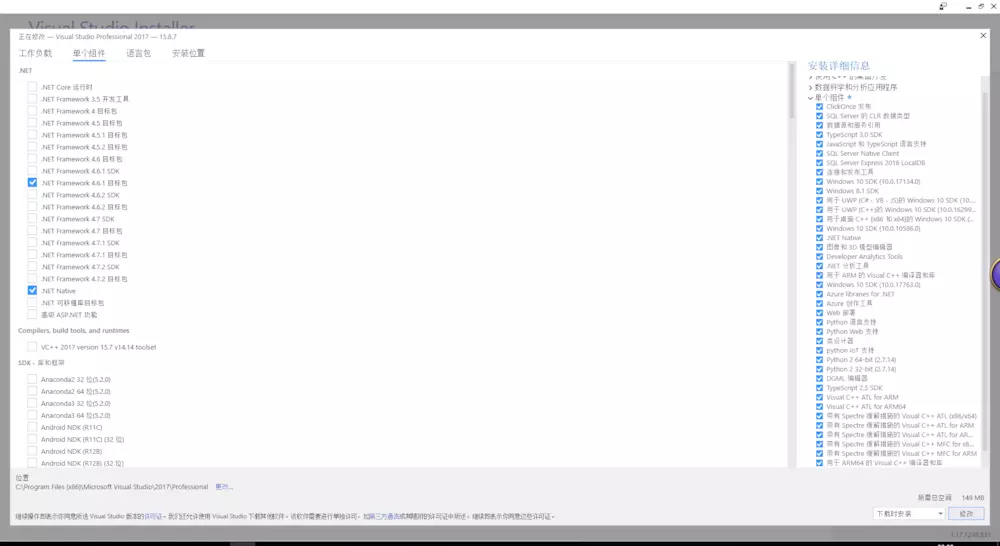 Visual Studio Installer
正在修改 — Visual Studio Professional 2017 — 15.8.7
工作负载 单个组件 语言包 安装位置
.NET
.NET Core 运行时
.NET Framework 3.5 开发工具
.NET Framework 4 目标包
.NET Framework 4.5 目标包
.NET Framework 4.5.1 目标包
.NET Framework 4.5.2 目标包
.NET Framework 4.6 目标包
.NET Framework 4.6.1 SDK
.NET Framework 4.6.1 目标包
.NET Framework 4.6.2 SDK
.NET Framework 4.6.2 目标包
.NET Framework 4.7 SDK
.NET Framework 4.7 目标包
.NET Framework 4.7.1 SDK
.NET Framework 4.7.1 目标包
.NET Framework 4.7.2 SDK
.NET Framework 4.7.2 目标包
.NET Native
.NET 可移植库目标包
高级 ASP.NET 功能
Compilers, build tools, and runtimes
VC++ 2017 version 15.7 v14.14 toolset
SDK、库和框架
Anaconda2 32 位(5.2.0)
Anaconda2 64 位(5.2.0)
Anaconda3 32 位(5.2.0)
Anaconda3 64 位(5.2.0)
Android NDK (R11C)
Android NDK (R11C) (32 位)
Android NDK (R12B)
Android NDK (R12B) (32 位)
安装详细信息
使用 C++ 的桌面开发
数据科学和分析应用程序
单个组件 *
ClickOnce 发布
SQL Server 的 CLR 数据类型
数据源和服务引用
TypeScript 3.0 SDK
JavaScript 和 TypeScript 语言支持
SQL Server Native Client
SQL Server Express 2016 LocalDB
连接和发布工具
Windows 10 SDK (10.0.17134.0)
Windows 8.1 SDK
用于 UWP (C#、VB、JS)的 Windows 10 SDK (10....
用于 UWP (C++)的 Windows 10 SDK (10.0.16299...
用于桌面 C++ [x86 和 x64]的 Windows 10 SDK (...
Windows 10 SDK (10.0.10586.0)
.NET Native
图像和 3D 模型编辑器
Developer Analytics Tools
.NET 分析工具
用于 ARM 的 Visual C++ 编译器和库
Windows 10 SDK (10.0.17763.0)
Azure libraries for .NET
Azure 创作工具
Web 部署
Python 语言支持
Python Web 支持
类设计器
python IoT 支持
Python 2 64-bit (2.7.14)
Python 2 32-bit (2.7.14)
DGML 编辑器
TypeScript 2.5 SDK
Visual C++ ATL for ARM
Visual C++ ATL for ARM64
带有 Spectre 缓解措施的 Visual C++ ATL (x86/x64)
带有 Spectre 缓解措施的 Visual C++ ATL for ARM
带有 Spectre 缓解措施的 Visual C++ ATL for AR...
带有 Spectre 缓解措施的 Visual C++ MFC for x8...
带有 Spectre 缓解措施的 Visual C++ MFC for ARM
用于 ARM64 的 Visual C++ 编译器和库
位置
C:\Program Files (x86)\Microsoft Visual Studio\2017\Professional 更改...
所需总空间 149 MB
继续操作即表示你同意所选 Visual Studio 版本的许可证。我们还允许使用 Visual Studio 下载其他软件。该软件需要进行单独许可，如第三方通告或其随附的许可证中所述。继续即表示你同意这些许可证。
下载时安装 修改
1.17.1298.831